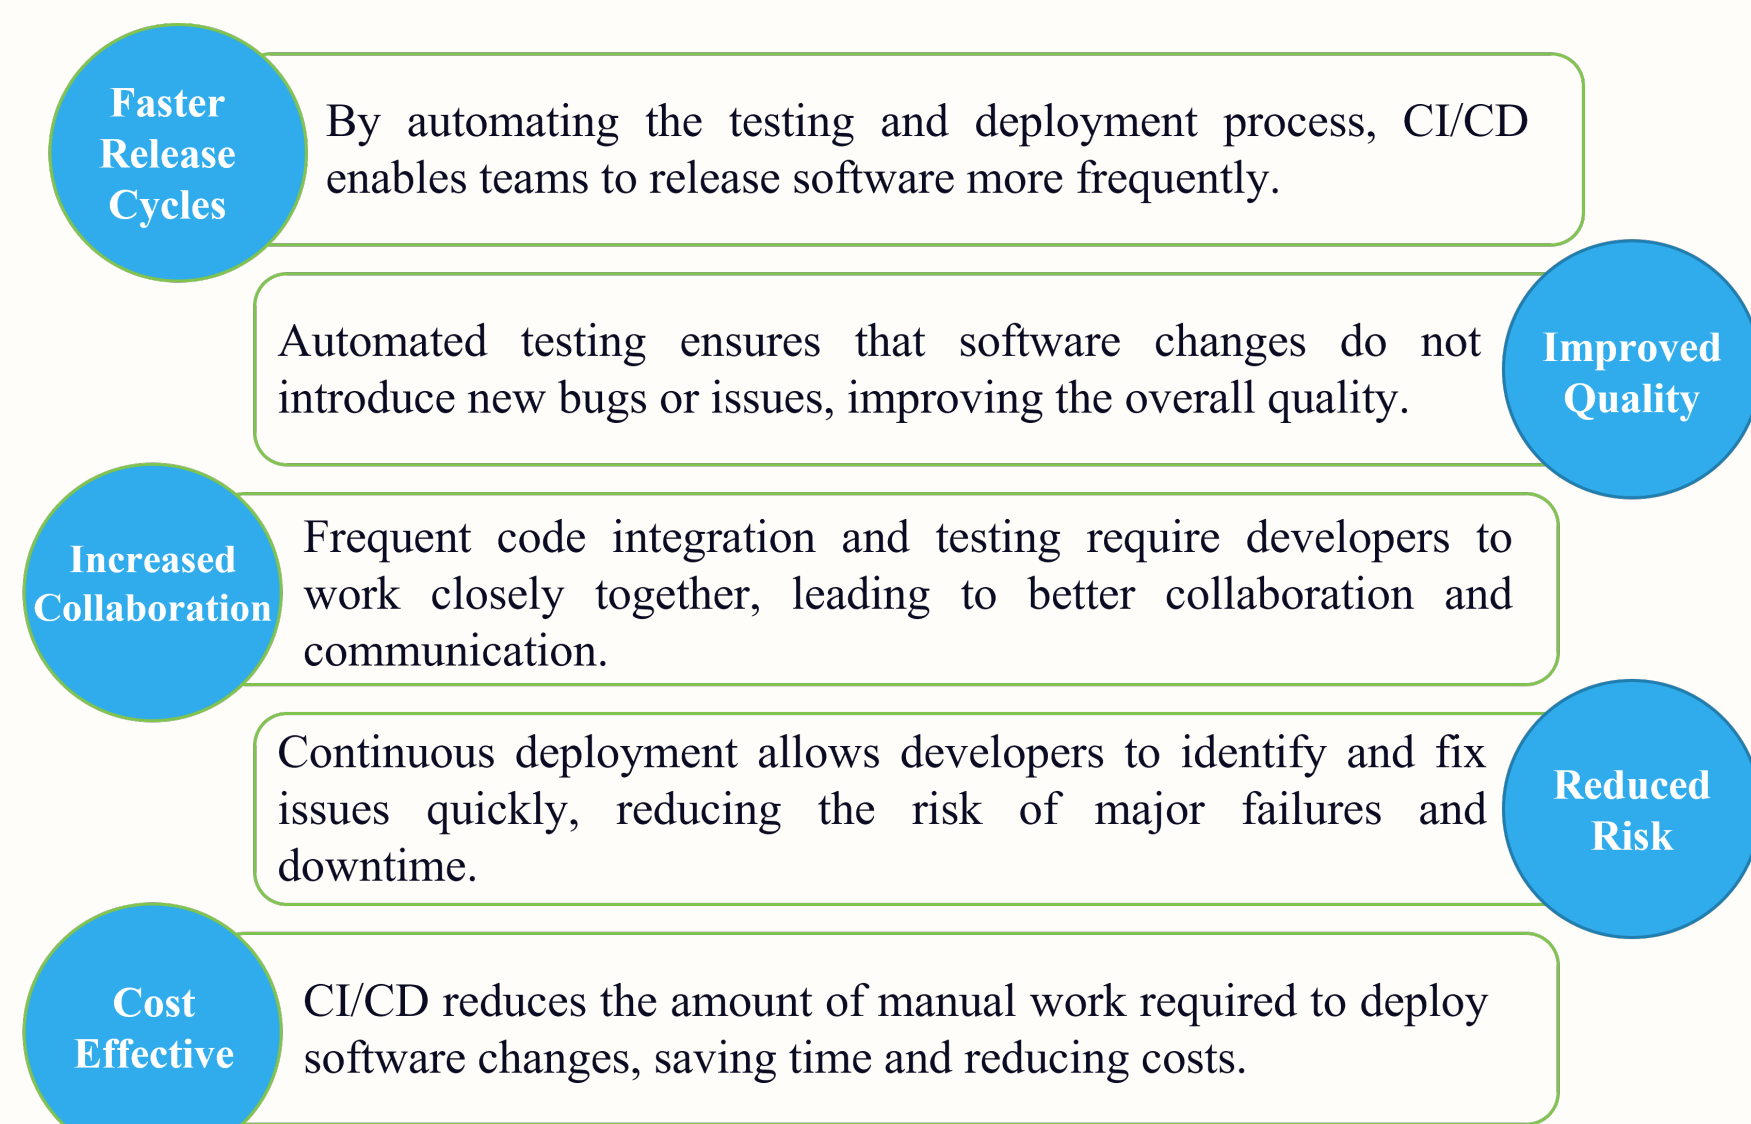 Faster
Release
Cycles
By automating the testing and deployment process, CI/CD
enables teams to release software more frequently.
Automated testing ensures that software changes do not
introduce new bugs or issues, improving the overall quality.
Improved
Quality
Increased
Collaboration
Frequent code integration and testing require developers to
work closely together, leading to better collaboration and
communication.
Continuous deployment allows developers to identify and fix
issues quickly, reducing the risk of major failures and
downtime.
Reduced
Risk
Cost
Effective
CI/CD reduces the amount of manual work required to deploy
software changes, saving time and reducing costs.